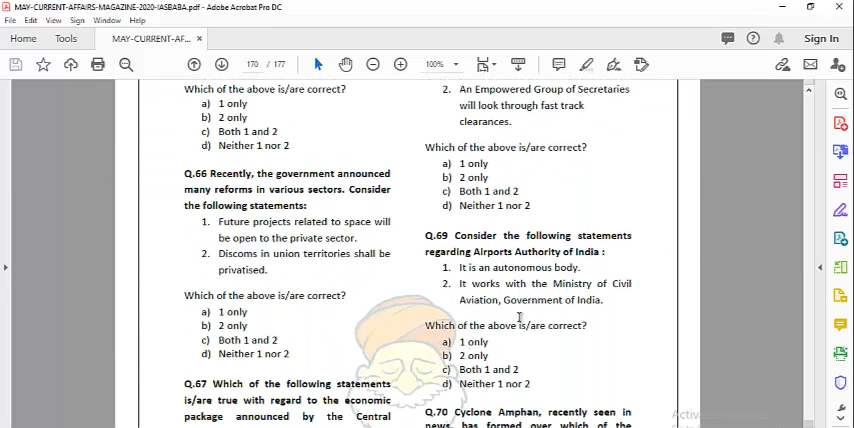 MAY-CURRENT-AFFAIRS-MAGAZINE-2020-IASBABA.pdf - Adobe Acrobat Pro DC
File Edit View Sign Window Help
Home Tools MAY-CURRENT-AF... × Sign In
170 / 177 100%
Which of the above is/are correct?
a) 1 only
b) 2 only
c) Both 1 and 2
d) Neither 1 nor 2
Q.66 Recently, the government announced
many reforms in various sectors. Consider
the following statements:
1. Future projects related to space will
be open to the private sector.
2. Discoms in union territories shall be
privatised.
Which of the above is/are correct?
a) 1 only
b) 2 only
c) Both 1 and 2
d) Neither 1 nor 2
Q.67 Which of the following statements
is/are true with regard to the economic
package announced by the Central
2. An Empowered Group of Secretaries
will look through fast track
clearances.
Which of the above is/are correct?
a) 1 only
b) 2 only
c) Both 1 and 2
d) Neither 1 nor 2
Q.69 Consider the following statements
regarding Airports Authority of India :
1. It is an autonomous body.
2. It works with the Ministry of Civil
Aviation, Government of India.
Which of the above is/are correct?
a) 1 only
b) 2 only
c) Both 1 and 2
d) Neither 1 nor 2
Q.70 Cyclone Amphan, recently seen in
news, has formed over which of the